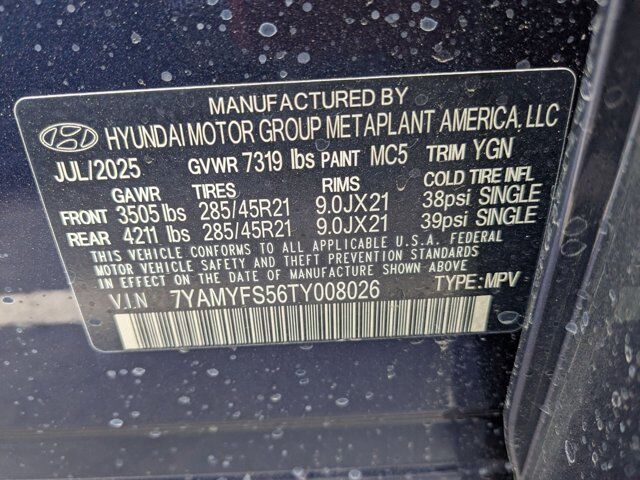 MANUFACTURED BY
HYUNDAI MOTOR GROUP METAPLANT AMERICA, LLC
JUL/2025 GVWR 7319 lbs PAINT MC5 TRIM YGN
GAWR TIRES RIMS COLD TIRE INFL
FRONT 3505 lbs 285/45R21 9.0JX21 38psi SINGLE
REAR 4211 lbs 285/45R21 9.0JX21 39psi SINGLE
THIS VEHICLE CONFORMS TO ALL APPLICABLE U.S.A. FEDERAL
MOTOR VEHICLE SAFETY AND THEFT PREVENTION STANDARDS
IN EFFECT ON THE DATE OF MANUFACTURE SHOWN ABOVE.
VIN 7YAMYFS56TY008026 TYPE:MPV